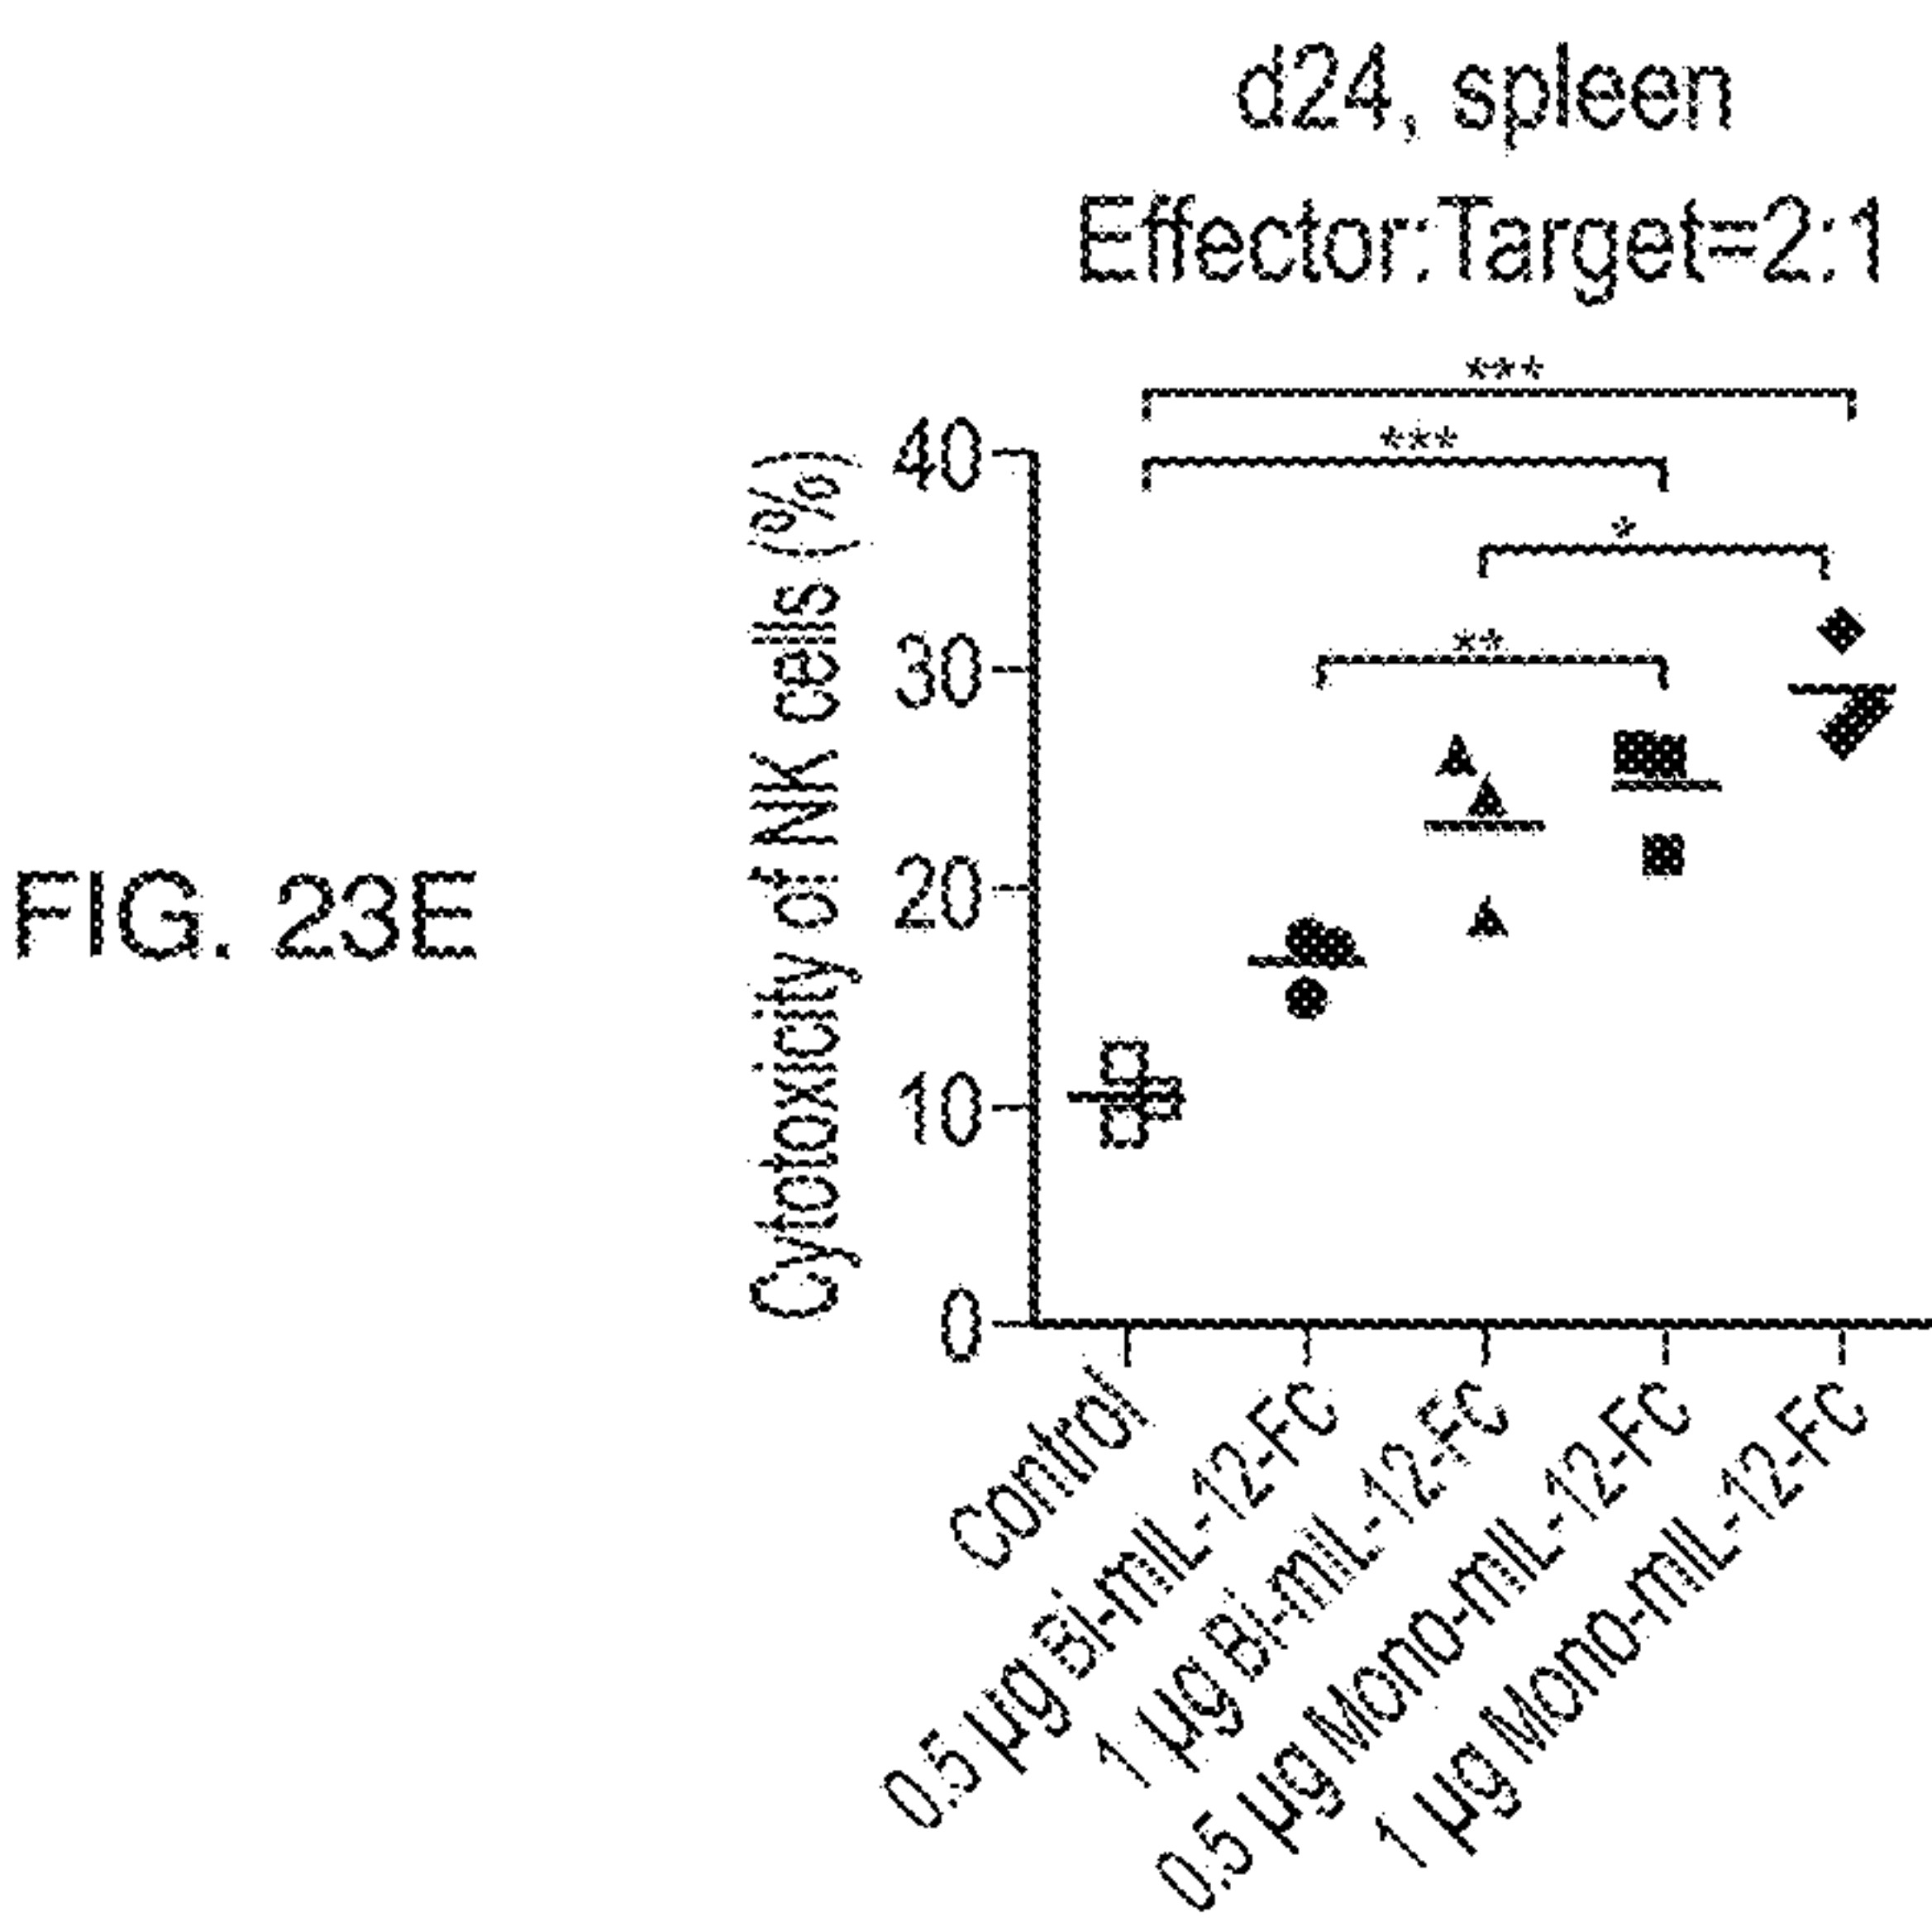 d24, spleen
Effector:Target=2:1
***
***
*
**
FIG. 23E
Cytotoxicity of NK cells (%)
40
30
20
10
0
Control
0.5 µg Bi-mIL-12-FC
1 µg Bi-mIL-12-FC
0.5 µg Mono-mIL-12-FC
1 µg Mono-mIL-12-FC